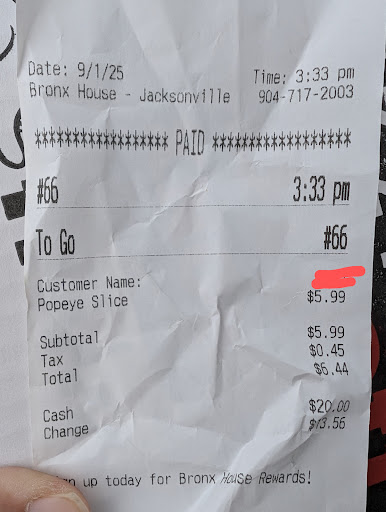 Date: 9/1/25 Time: 3:33 pm
Bronx House - Jacksonville 904-717-2003
***************** PAID *****************
#66 3:33 pm
To Go #66
Customer Name:
Popeye Slice $5.99
Subtotal $5.99
Tax $0.45
Total $6.44
Cash $20.00
Change $13.56
up today for Bronx House Rewards!